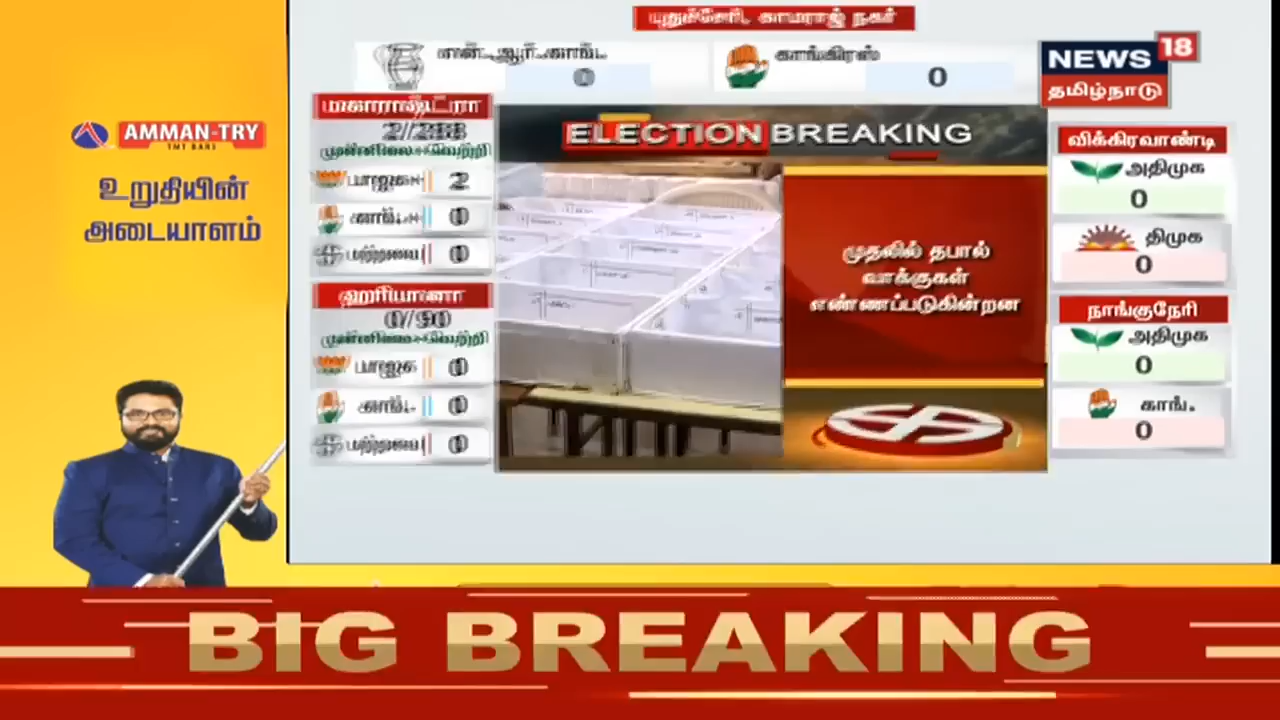 புதுச்சேரி, காமராஜ் நகர்
என்.ஆர்.காங்.
0
காங்கிரஸ்
0
NEWS 18
தமிழ்நாடு
AMMAN-TRY
TMT BARS
உறுதியின்
அடையாளம்
மகாராஷ்ட்ரா
2/288
முன்னிலை+வெற்றி
பாஜக+ 2
காங்.+ 0
மற்றவை 0
ஹரியானா
0/90
முன்னிலை+வெற்றி
பாஜக 0
காங். 0
மற்றவை 0
ELECTION BREAKING
முதலில் தபால்
வாக்குகள்
எண்ணப்படுகின்றன
விக்கிரவாண்டி
அதிமுக
0
திமுக
0
நாங்குநேரி
அதிமுக
0
காங்.
0
BIG BREAKING